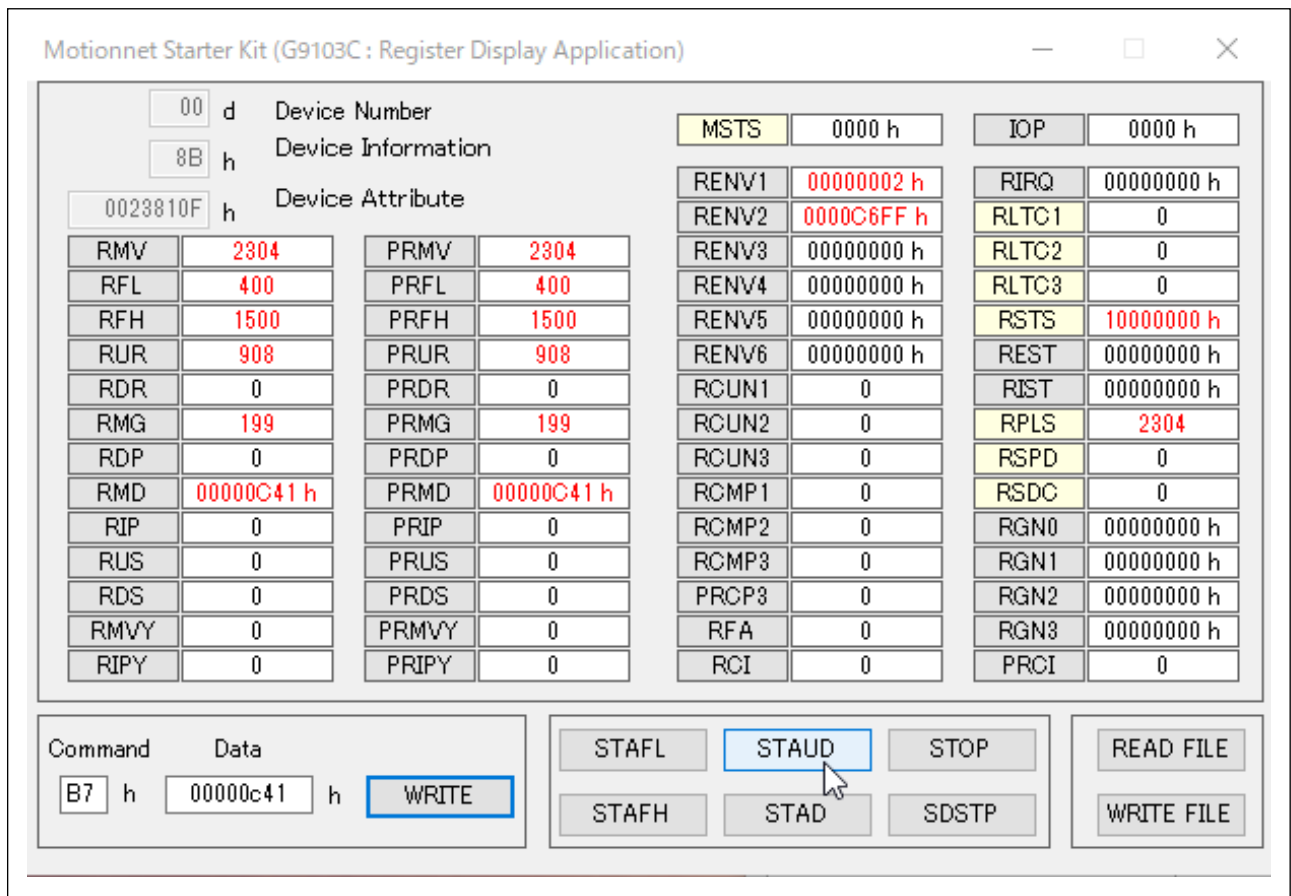 Motionnet Starter Kit (G9103C : Register Display Application)
00 d Device Number
8B h Device Information
0023810F h Device Attribute
MSTS 0000 h IOP 0000 h
RENV1 00000002 h RIRQ 00000000 h
RENV2 0000C6FF h RLTC1 0
RMV 2304 PRMV 2304 RENV3 00000000 h RLTC2 0
RFL 400 PRFL 400 RENV4 00000000 h RLTC3 0
RFH 1500 PRFH 1500 RENV5 00000000 h RSTS 10000000 h
RUR 908 PRUR 908 RENV6 00000000 h REST 00000000 h
RDR 0 PRDR 0 RCUN1 0 RIST 00000000 h
RMG 199 PRMG 199 RCUN2 0 RPLS 2304
RDP 0 PRDP 0 RCUN3 0 RSPD 0
RMD 00000C41 h PRMD 00000C41 h RCMP1 0 RSDC 0
RIP 0 PRIP 0 RCMP2 0 RGN0 00000000 h
RUS 0 PRUS 0 RCMP3 0 RGN1 00000000 h
RDS 0 PRDS 0 PRCP3 0 RGN2 00000000 h
RMVY 0 PRMVY 0 RFA 0 RGN3 00000000 h
RIPY 0 PRIPY 0 RCI 0 PRCI 0
Command Data
B7 h 00000c41 h WRITE
STAFL STAUD STOP
STAFH STAD SDSTP
READ FILE
WRITE FILE